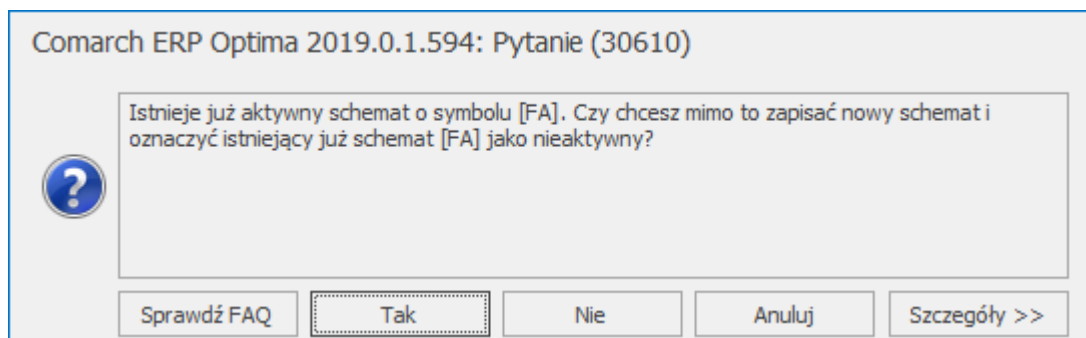 Comarch ERP Optima 2019.0.1.594: Pytanie (30610)
Istnieje już aktywny schemat o symbolu [FA]. Czy chcesz mimo to zapisać nowy schemat i
oznaczyć istniejący już schemat [FA] jako nieaktywny?
?
Sprawdź FAQ Tak Nie Anuluj Szczegóły >>